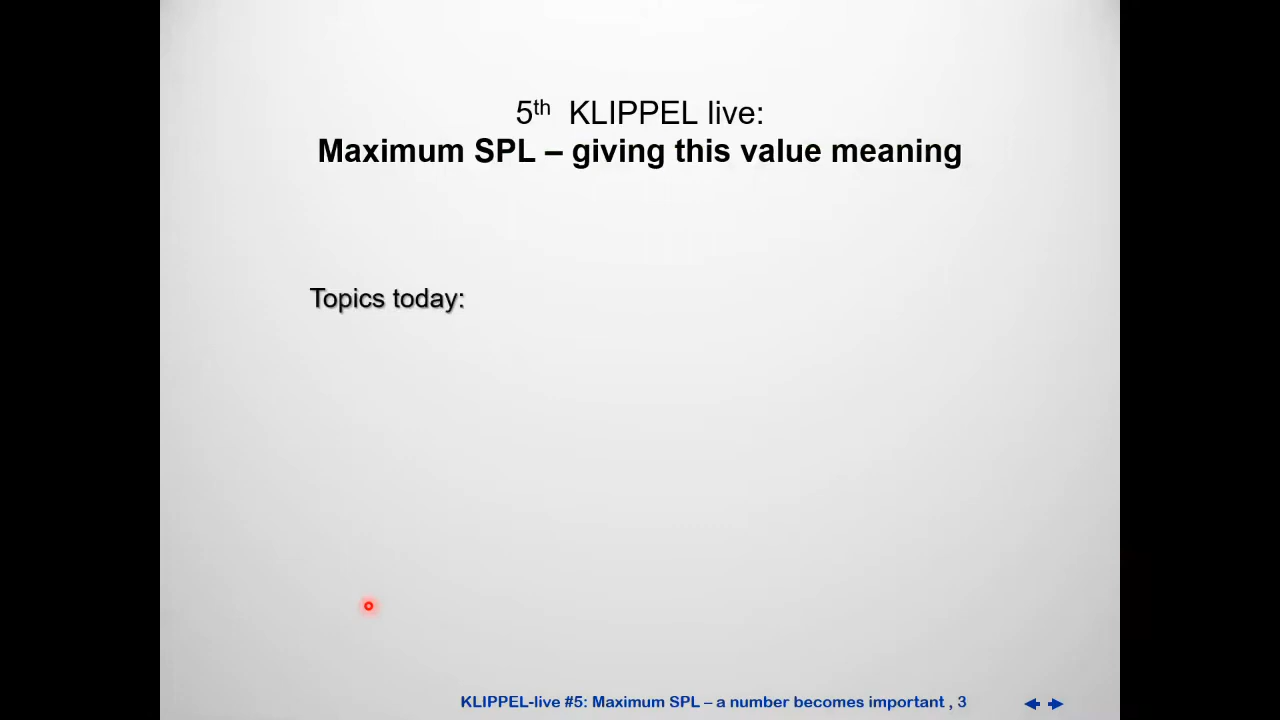 5th KLIPPEL live:
Maximum SPL – giving this value meaning
Topics today:
KLIPPEL-live #5: Maximum SPL – a number becomes important , 3